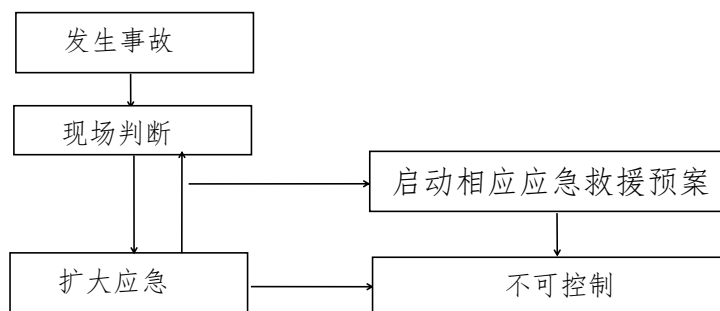 发生事故
现场判断
启动相应应急救援预案
扩大应急
不可控制